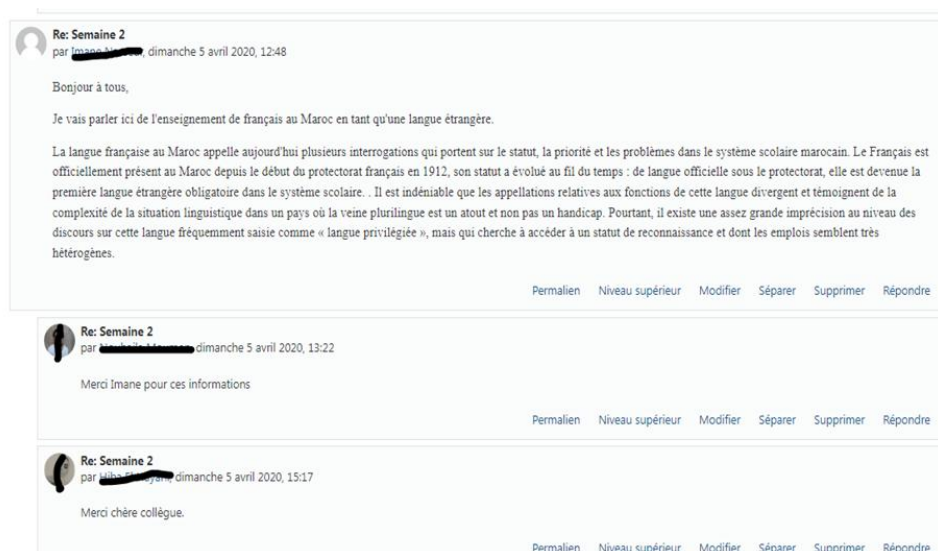 Re: Semaine 2
par dimanche 5 avril 2020, 12:48
Bonjour à tous,
Je vais parler ici de l'enseignement de français au Maroc en tant qu'une langue étrangère.
La langue française au Maroc appelle aujourd'hui plusieurs interrogations qui portent sur le statut, la priorité et les problèmes dans le système scolaire marocain. Le Français est
officiellement présent au Maroc depuis le début du protectorat français en 1912, son statut a évolué au fil du temps : de langue officielle sous le protectorat, elle est devenue la
première langue étrangère obligatoire dans le système scolaire. . Il est indéniable que les appellations relatives aux fonctions de cette langue divergent et témoignent de la
complexité de la situation linguistique dans un pays où la veine plurilingue est un atout et non pas un handicap. Pourtant, il existe une assez grande imprécision au niveau des
discours sur cette langue fréquemment saisie comme « langue privilégiée », mais qui cherche à accéder à un statut de reconnaissance et dont les emplois semblent très
hétérogènes.
Permalien Niveau supérieur Modifier Séparer Supprimer Répondre
Re: Semaine 2
par dimanche 5 avril 2020, 13:22
Merci Imane pour ces informations
Permalien Niveau supérieur Modifier Séparer Supprimer Répondre
Re: Semaine 2
par dimanche 5 avril 2020, 15:17
Merci chère collègue.
Permalien Niveau supérieur Modifier Séparer Supprimer Répondre